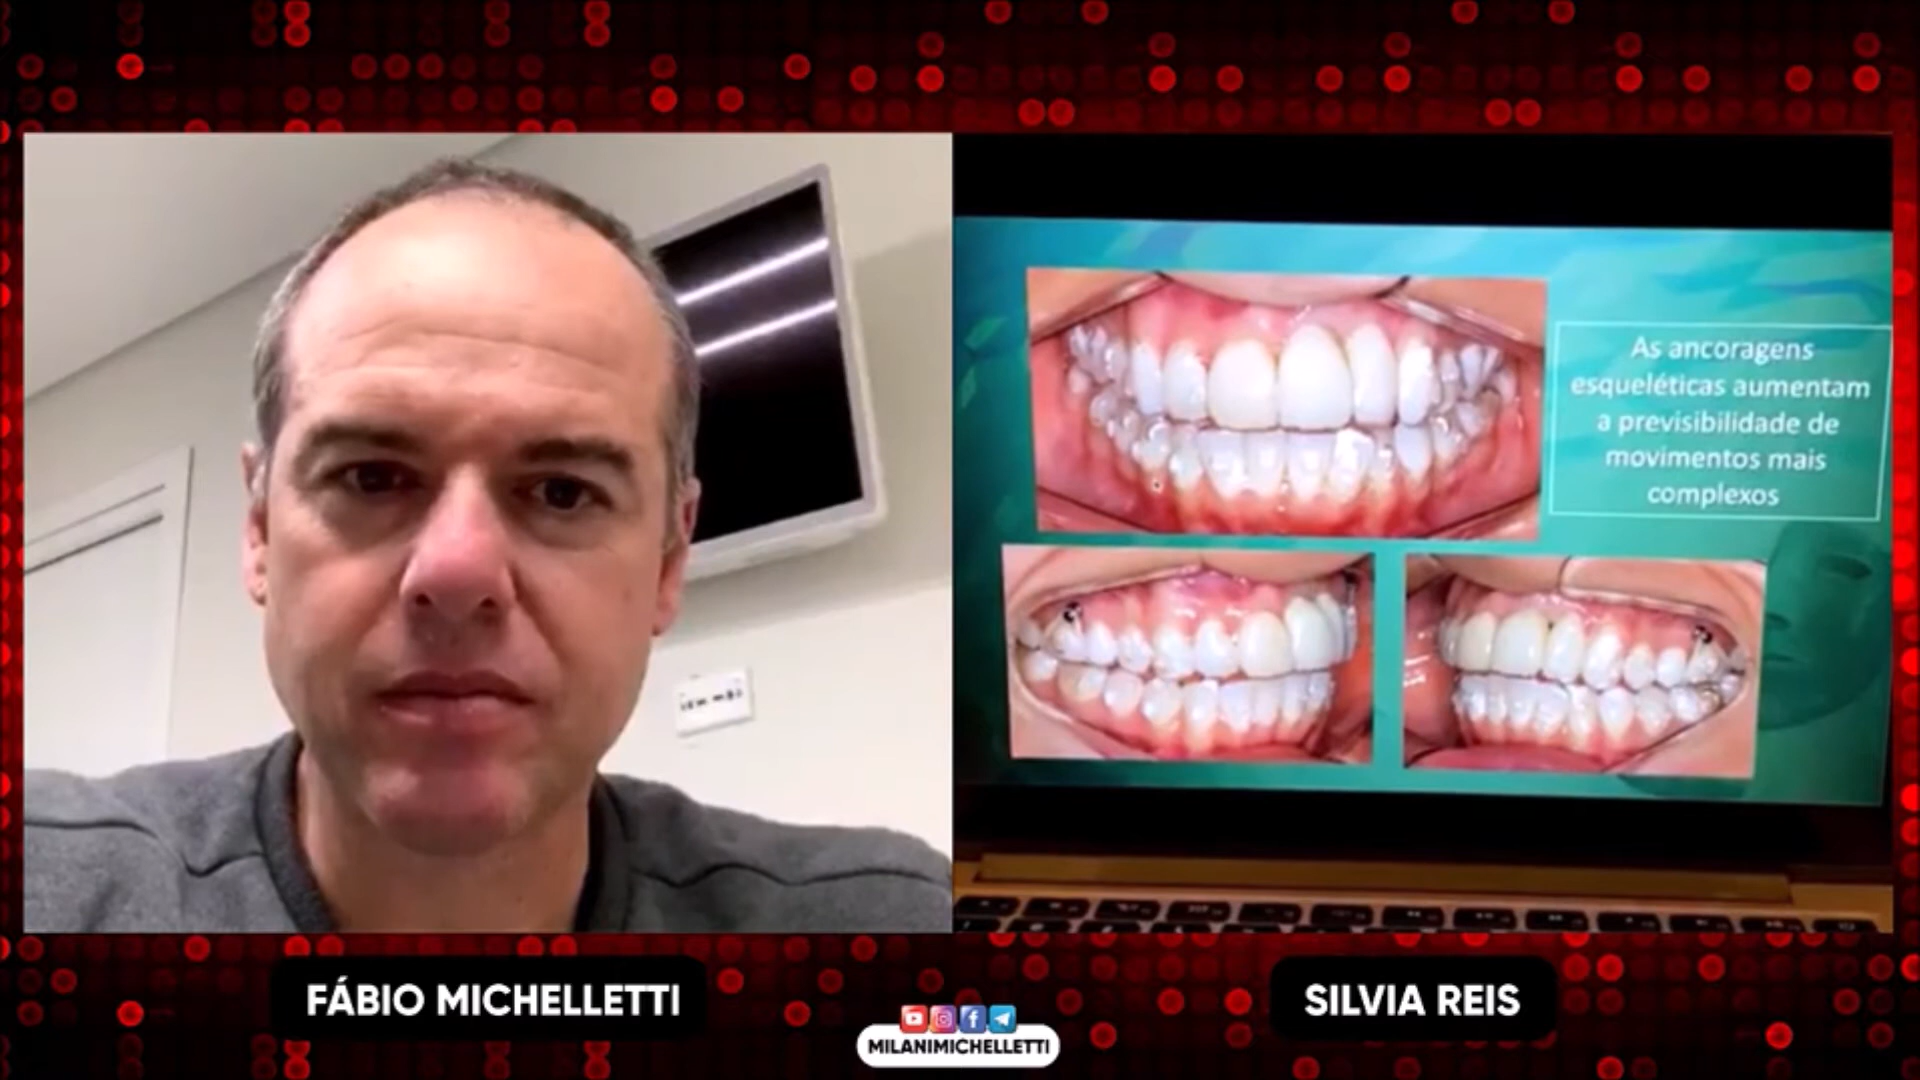 As ancoragens
esqueléticas aumentam
a previsibilidade de
movimentos mais
complexos
FÁBIO MICHELLETTI
SILVIA REIS
MILANIMICHELLETTI